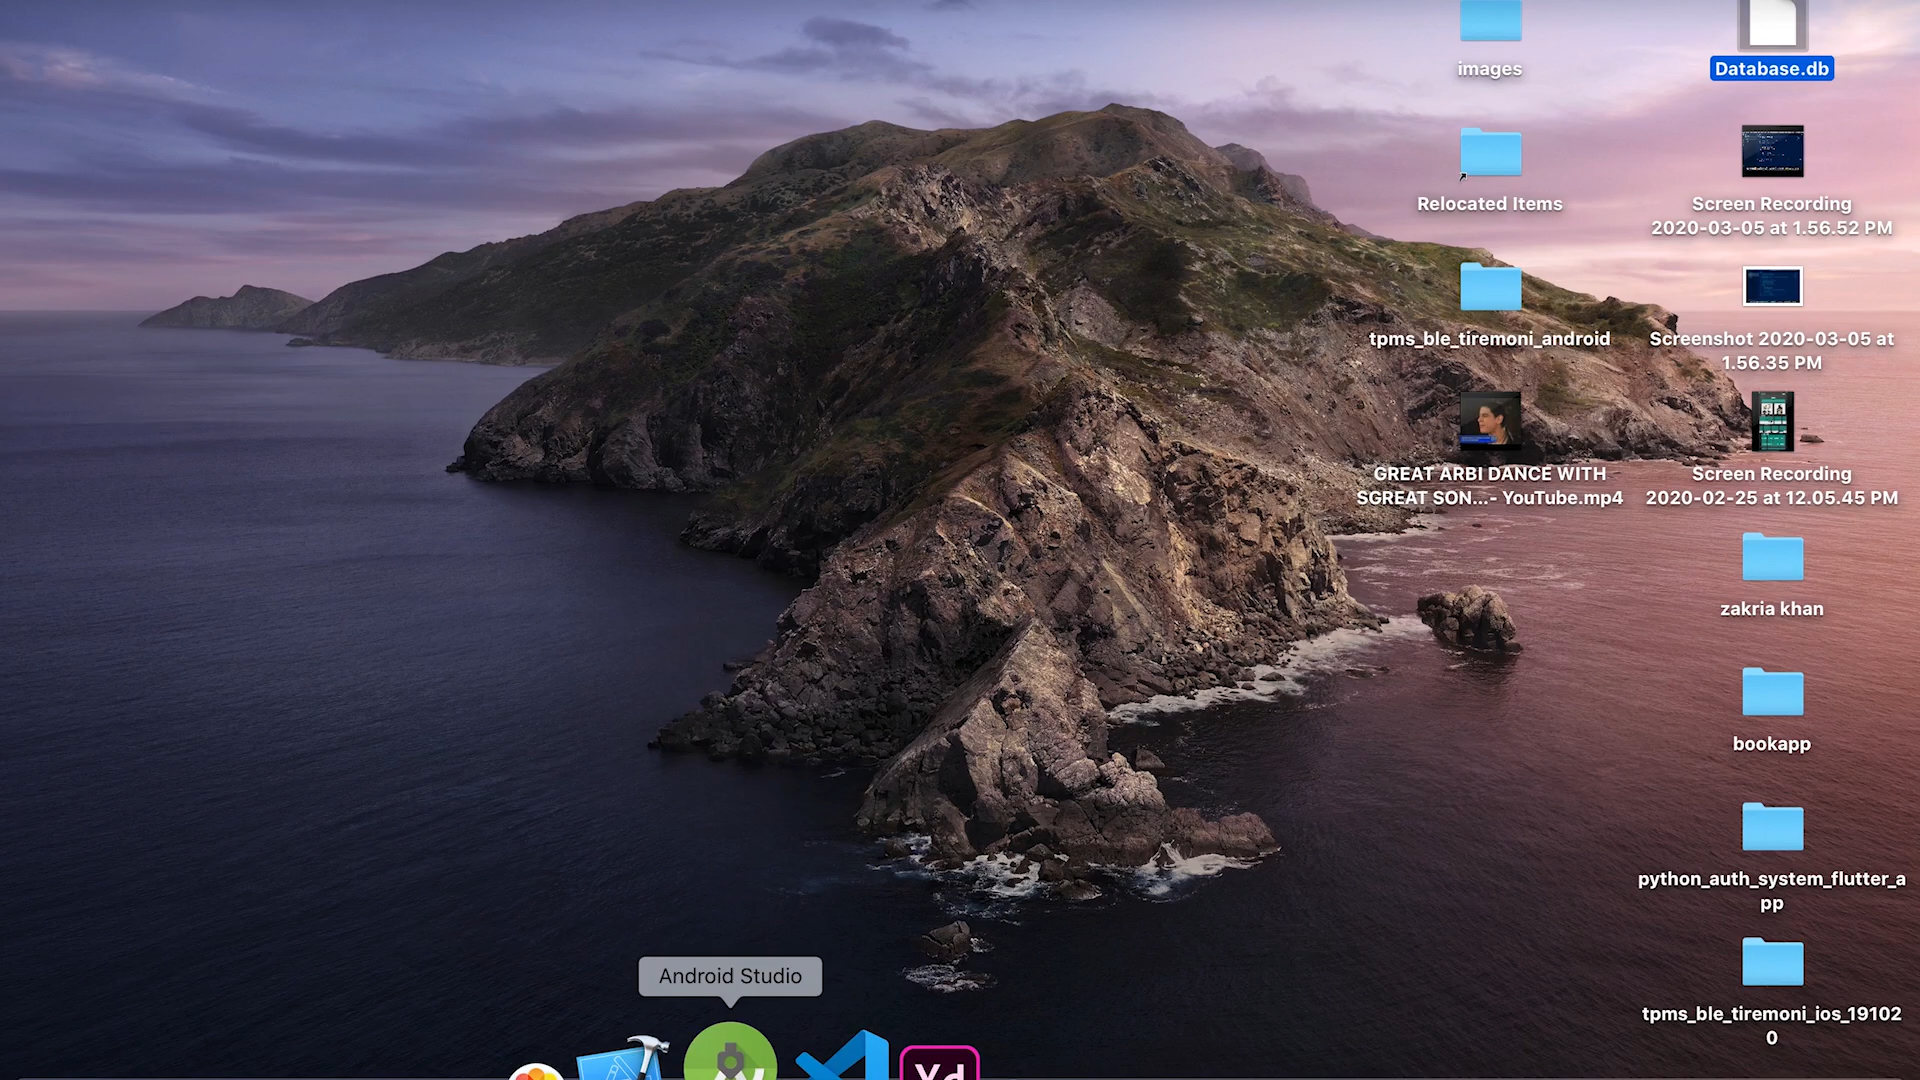 images
Database.db
Relocated Items
Screen Recording
2020-03-05 at 1.56.52 PM
tpms_ble_tiremoni_android
Screenshot 2020-03-05 at
1.56.35 PM
GREAT ARBI DANCE WITH
SGREAT SON...- YouTube.mp4
Screen Recording
2020-02-25 at 12.05.45 PM
zakria khan
bookapp
python_auth_system_flutter_a
pp
tpms_ble_tiremoni_ios_19102
0
Android Studio
Xd